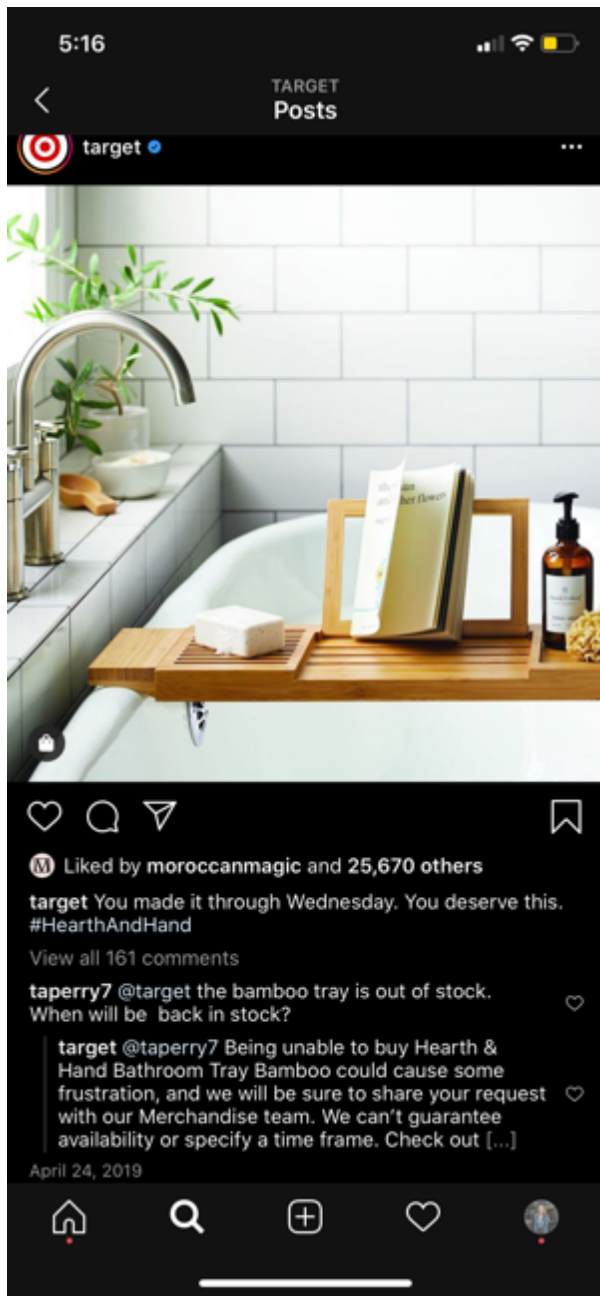 5:16
TARGET
Posts
target
her flowers
M Liked by moroccanmagic and 25,670 others
target You made it through Wednesday. You deserve this.
#HearthAndHand
View all 161 comments
taperry7 @target the bamboo tray is out of stock.
When will be  back in stock?
target @taperry7 Being unable to buy Hearth &
Hand Bathroom Tray Bamboo could cause some
frustration, and we will be sure to share your request
with our Merchandise team. We can't guarantee
availability or specify a time frame. Check out [...]
April 24, 2019